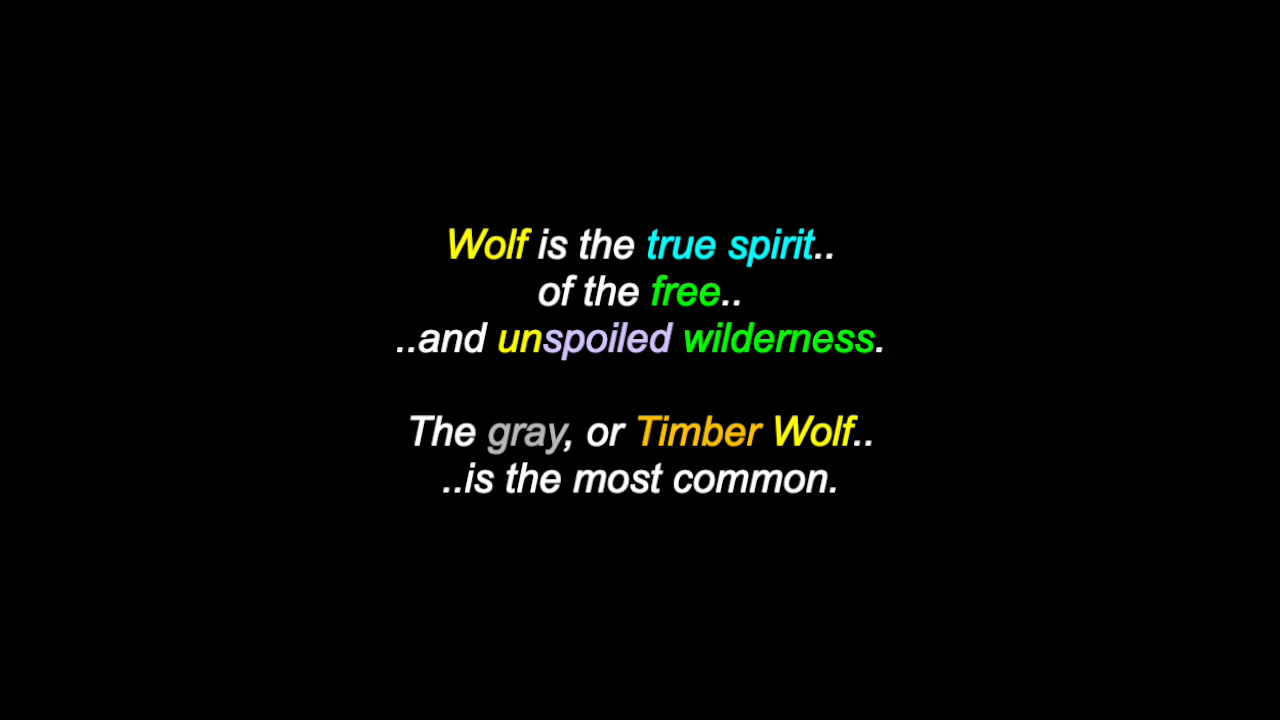 Wolf is the true spirit..
of the free..
..and unspoiled wilderness.
The gray, or Timber Wolf..
..is the most common.